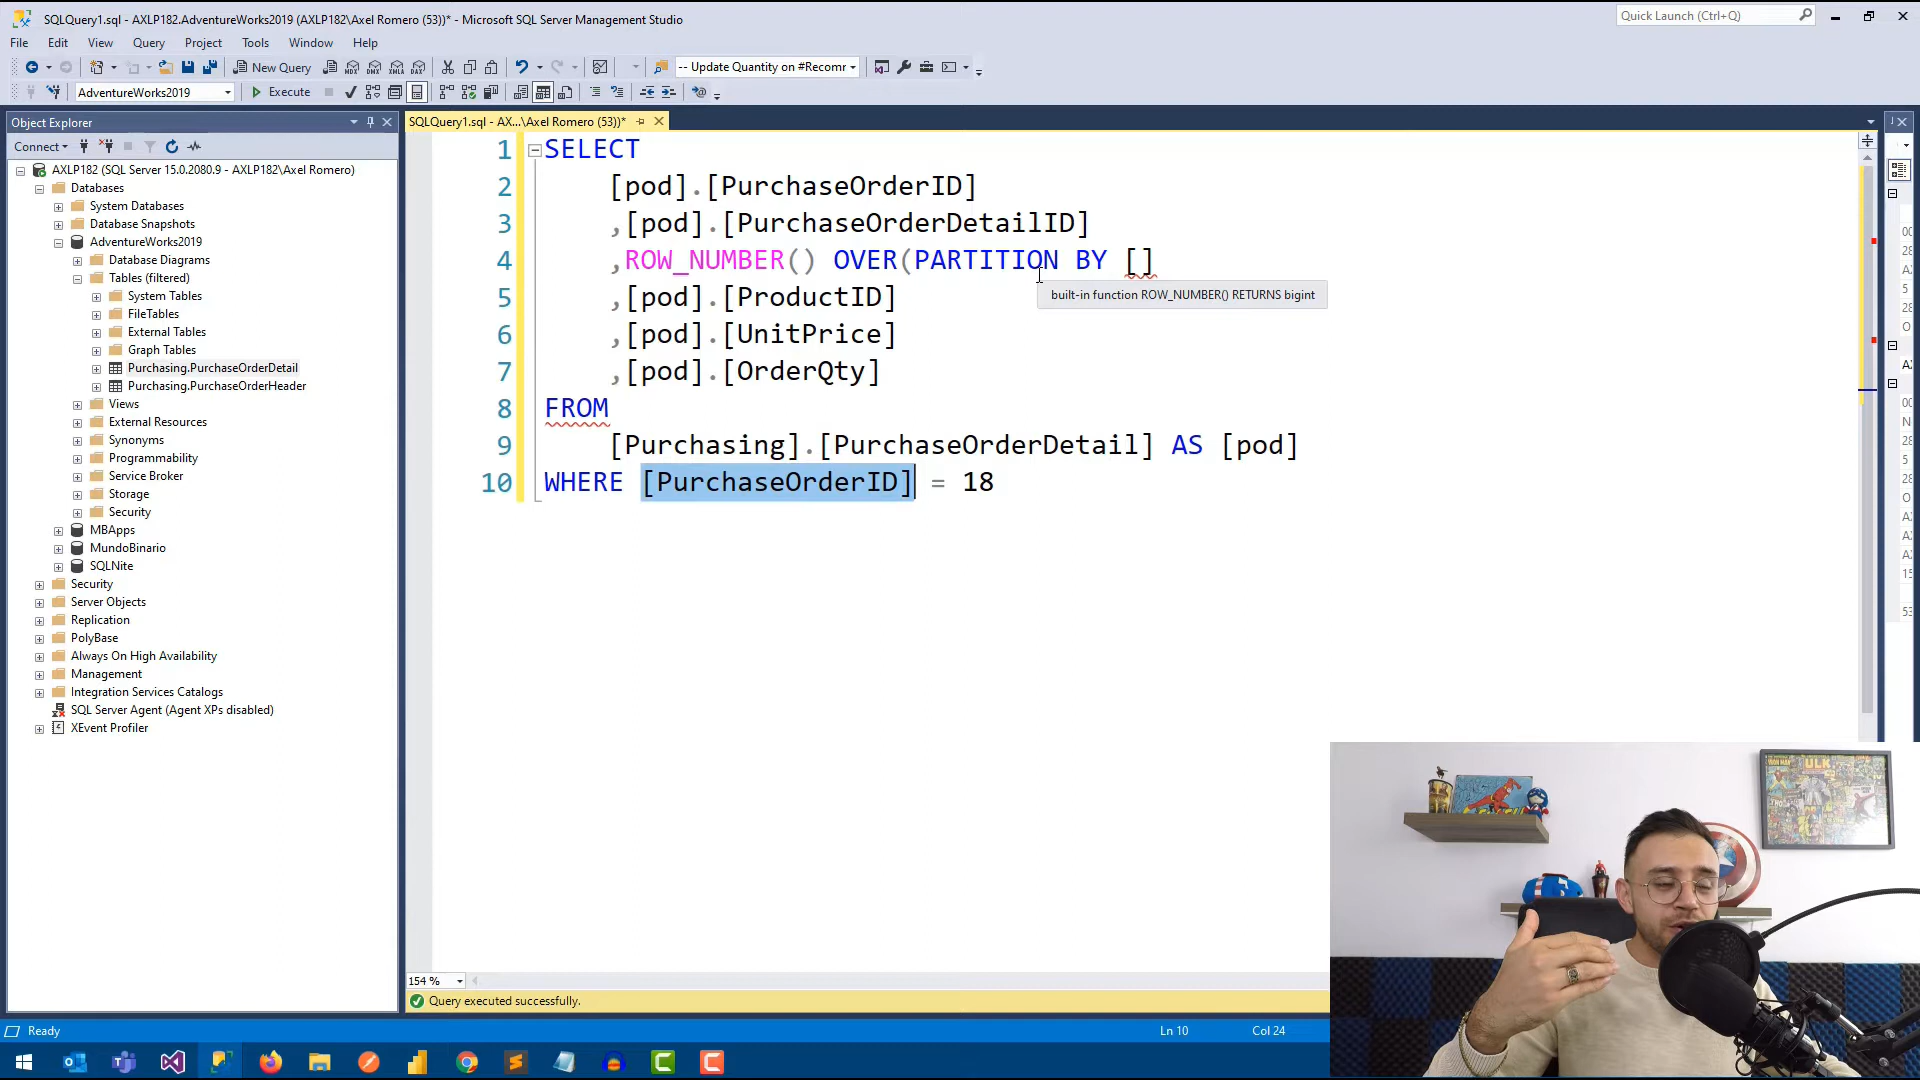 SQLQuery1.sql - AXLP182.AdventureWorks2019 (AXLP182\Axel Romero (53))* - Microsoft SQL Server Management Studio
Quick Launch (Ctrl+Q)
File Edit View Query Project Tools Window Help
New Query
MDX DMX XMLA DAX
-- Update Quantity on #Recomr
AdventureWorks2019
Execute
Object Explorer
SQLQuery1.sql - AX...\Axel Romero (53))*
Connect
AXLP182 (SQL Server 15.0.2080.9 - AXLP182\Axel Romero)
Databases
System Databases
Database Snapshots
AdventureWorks2019
Database Diagrams
Tables (filtered)
System Tables
FileTables
External Tables
Graph Tables
Purchasing.PurchaseOrderDetail
Purchasing.PurchaseOrderHeader
Views
External Resources
Synonyms
Programmability
Service Broker
Storage
Security
MBApps
MundoBinario
SQLNite
Security
Server Objects
Replication
PolyBase
Always On High Availability
Management
Integration Services Catalogs
SQL Server Agent (Agent XPs disabled)
XEvent Profiler
1 SELECT
2 [pod].[PurchaseOrderID]
3 ,[pod].[PurchaseOrderDetailID]
4 ,ROW_NUMBER() OVER(PARTITION BY []
built-in function ROW_NUMBER() RETURNS bigint
5 ,[pod].[ProductID]
6 ,[pod].[UnitPrice]
7 ,[pod].[OrderQty]
8 FROM
9 [Purchasing].[PurchaseOrderDetail] AS [pod]
10 WHERE [PurchaseOrderID] = 18
154 %
Query executed successfully.
Ready
Ln 10 Col 24